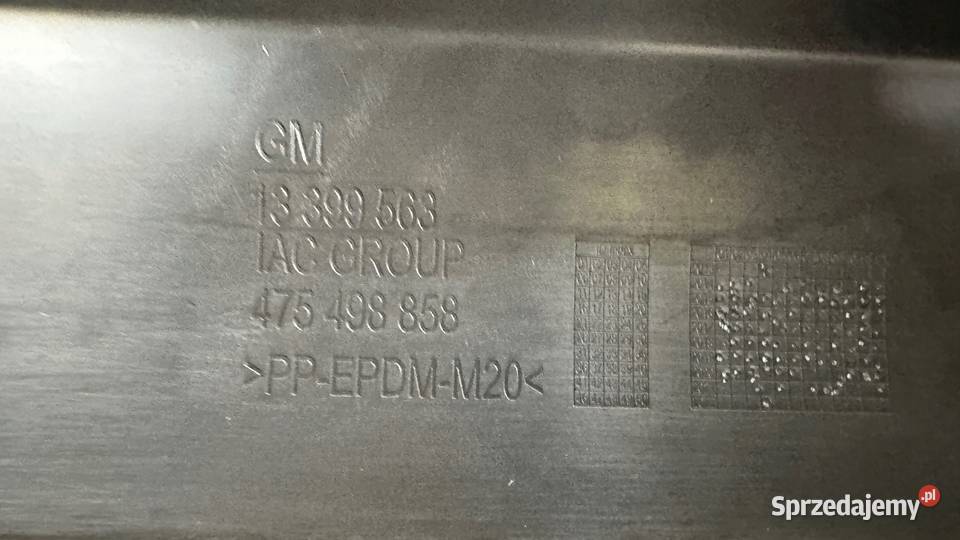 GM
13 399 563
IAC GROUP
475 498 858
>PP-EPDM-M20<
Sprzedajemy.pl